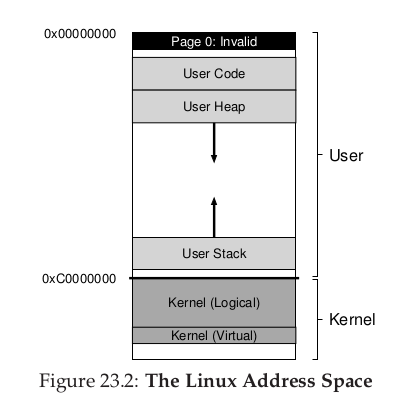 0x00000000
Page 0: Invalid
User Code
User Heap
User
User Stack
0xC0000000
Kernel (Logical)
Kernel
Kernel (Virtual)
Figure 23.2: The Linux Address Space